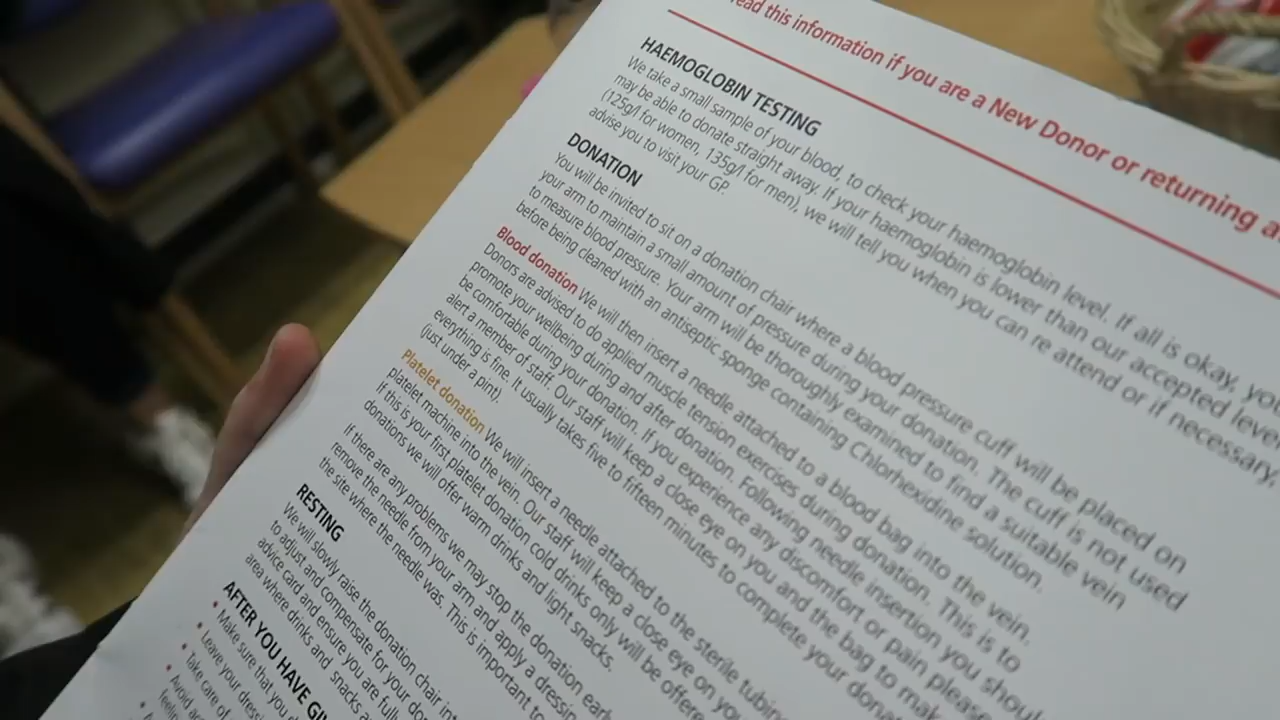 ead this information if you are a New Donor or returning a
HAEMOGLOBIN TESTING
We take a small sample of your blood, to check your haemoglobin level. If all is okay, you
may be able to donate straight away. If your haemoglobin is lower than our accepted level
(125g/l for women, 135g/l for men), we will tell you when you can re attend or if necessary,
advise you to visit your GP.
DONATION
You will be invited to sit on a donation chair where a blood pressure cuff will be placed on
your arm to maintain a small amount of pressure during your donation. The cuff is not used
to measure blood pressure. Your arm will be thoroughly examined to find a suitable vein
before being cleaned with an antiseptic sponge containing Chlorhexidine solution.
Blood donation We will then insert a needle attached to a blood bag into the vein.
Donors are advised to do applied muscle tension exercises during donation. This is to
promote your wellbeing during and after donation. Following needle insertion you shoul
be comfortable during your donation. If you experience any discomfort or pain please
alert a member of staff. Our staff will keep a close eye on you and the bag to mak
everything is fine. It usually takes five to fifteen minutes to complete your donat
(just under a pint).
Platelet donation We will insert a needle attached to the sterile tubing
platelet machine into the vein. Our staff will keep a close eye on you
If this is your first platelet donation cold drinks only will be offere
donations we will offer warm drinks and light snacks.
If there are any problems we may stop the donation early
remove the needle from your arm and apply a dressin
the site where the needle was. This is important to
RESTING
We will slowly raise the donation chair int
to adjust and compensate for your do
advice card and ensure you are fully
area where drinks and snacks a
AFTER YOU HAVE GIV
• Make sure that you d
• Leave your dressi
• Take care of
• Avoid
feelin